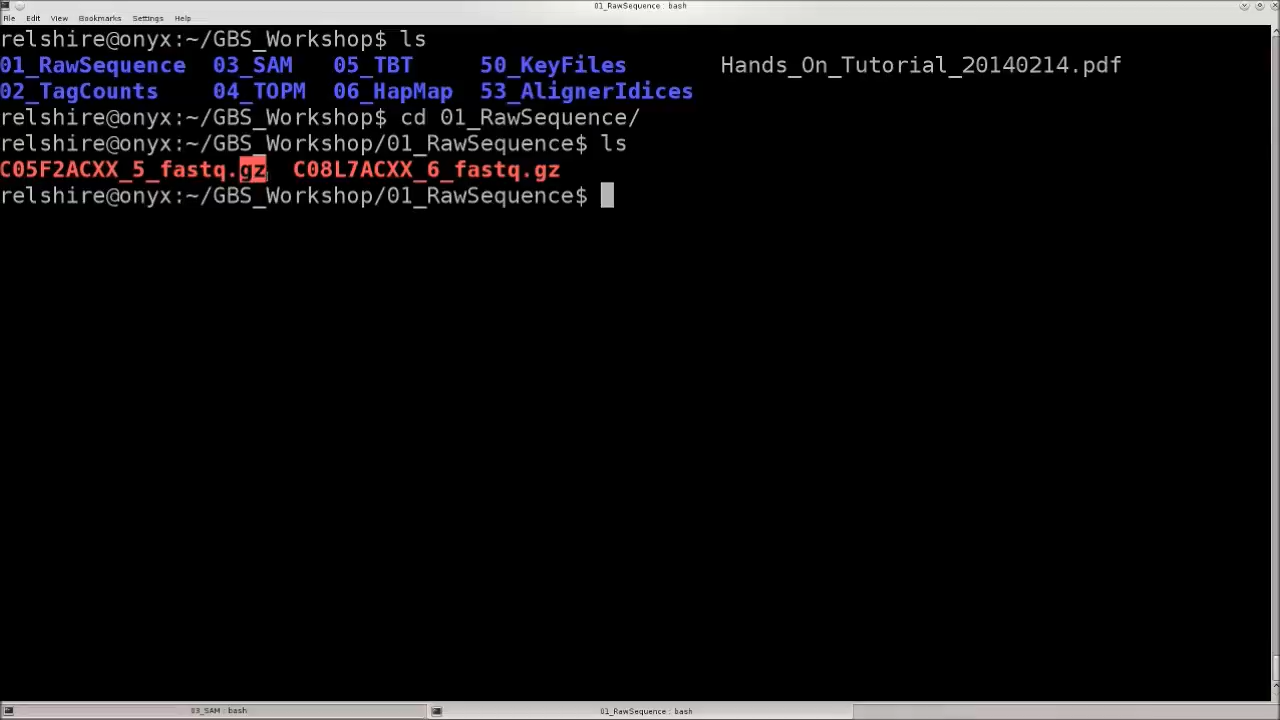 01_RawSequence : bash
File Edit View Bookmarks Settings Help
relshire@onyx:~/GBS_Workshop$ ls
01_RawSequence 03_SAM 05_TBT 50_KeyFiles Hands_On_Tutorial_20140214.pdf
02_TagCounts 04_TOPM 06_HapMap 53_AlignerIdices
relshire@onyx:~/GBS_Workshop$ cd 01_RawSequence/
relshire@onyx:~/GBS_Workshop/01_RawSequence$ ls
C05F2ACXX_5_fastq.gz C08L7ACXX_6_fastq.gz
relshire@onyx:~/GBS_Workshop/01_RawSequence$
03_SAM : bash 01_RawSequence : bash